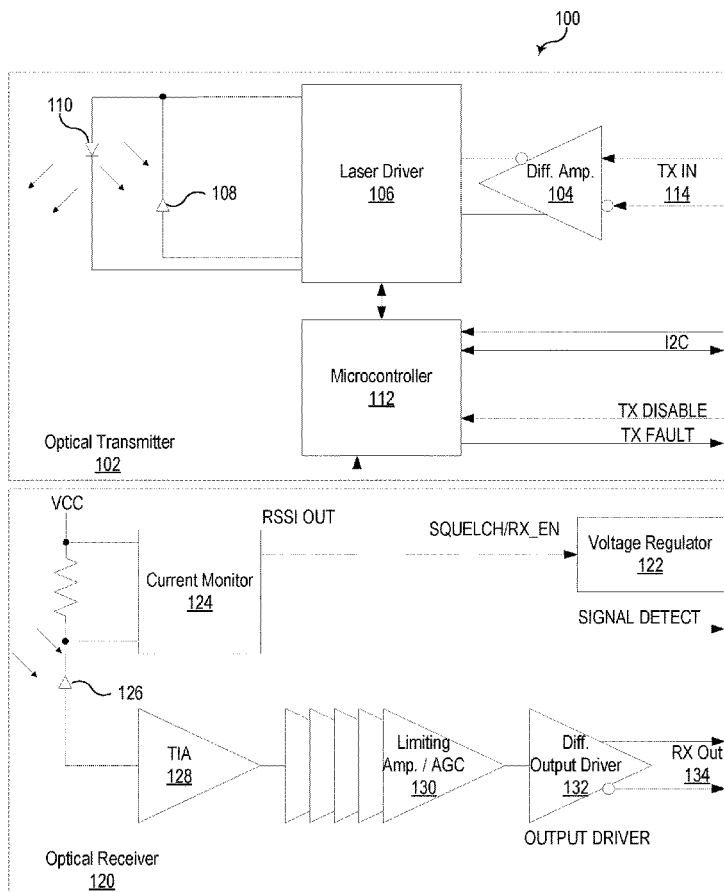 100
110
108
Laser Driver
106
Diff. Amp.
104
TX IN
114
Microcontroller
112
I2C
TX DISABLE
TX FAULT
Optical Transmitter
102
VCC
RSSI OUT
SQUELCH/RX_EN
Voltage Regulator
122
Current Monitor
124
SIGNAL DETECT
126
TIA
128
Limiting
Amp. / AGC
130
Diff.
Output Driver
132
RX Out
134
OUTPUT DRIVER
Optical Receiver
120